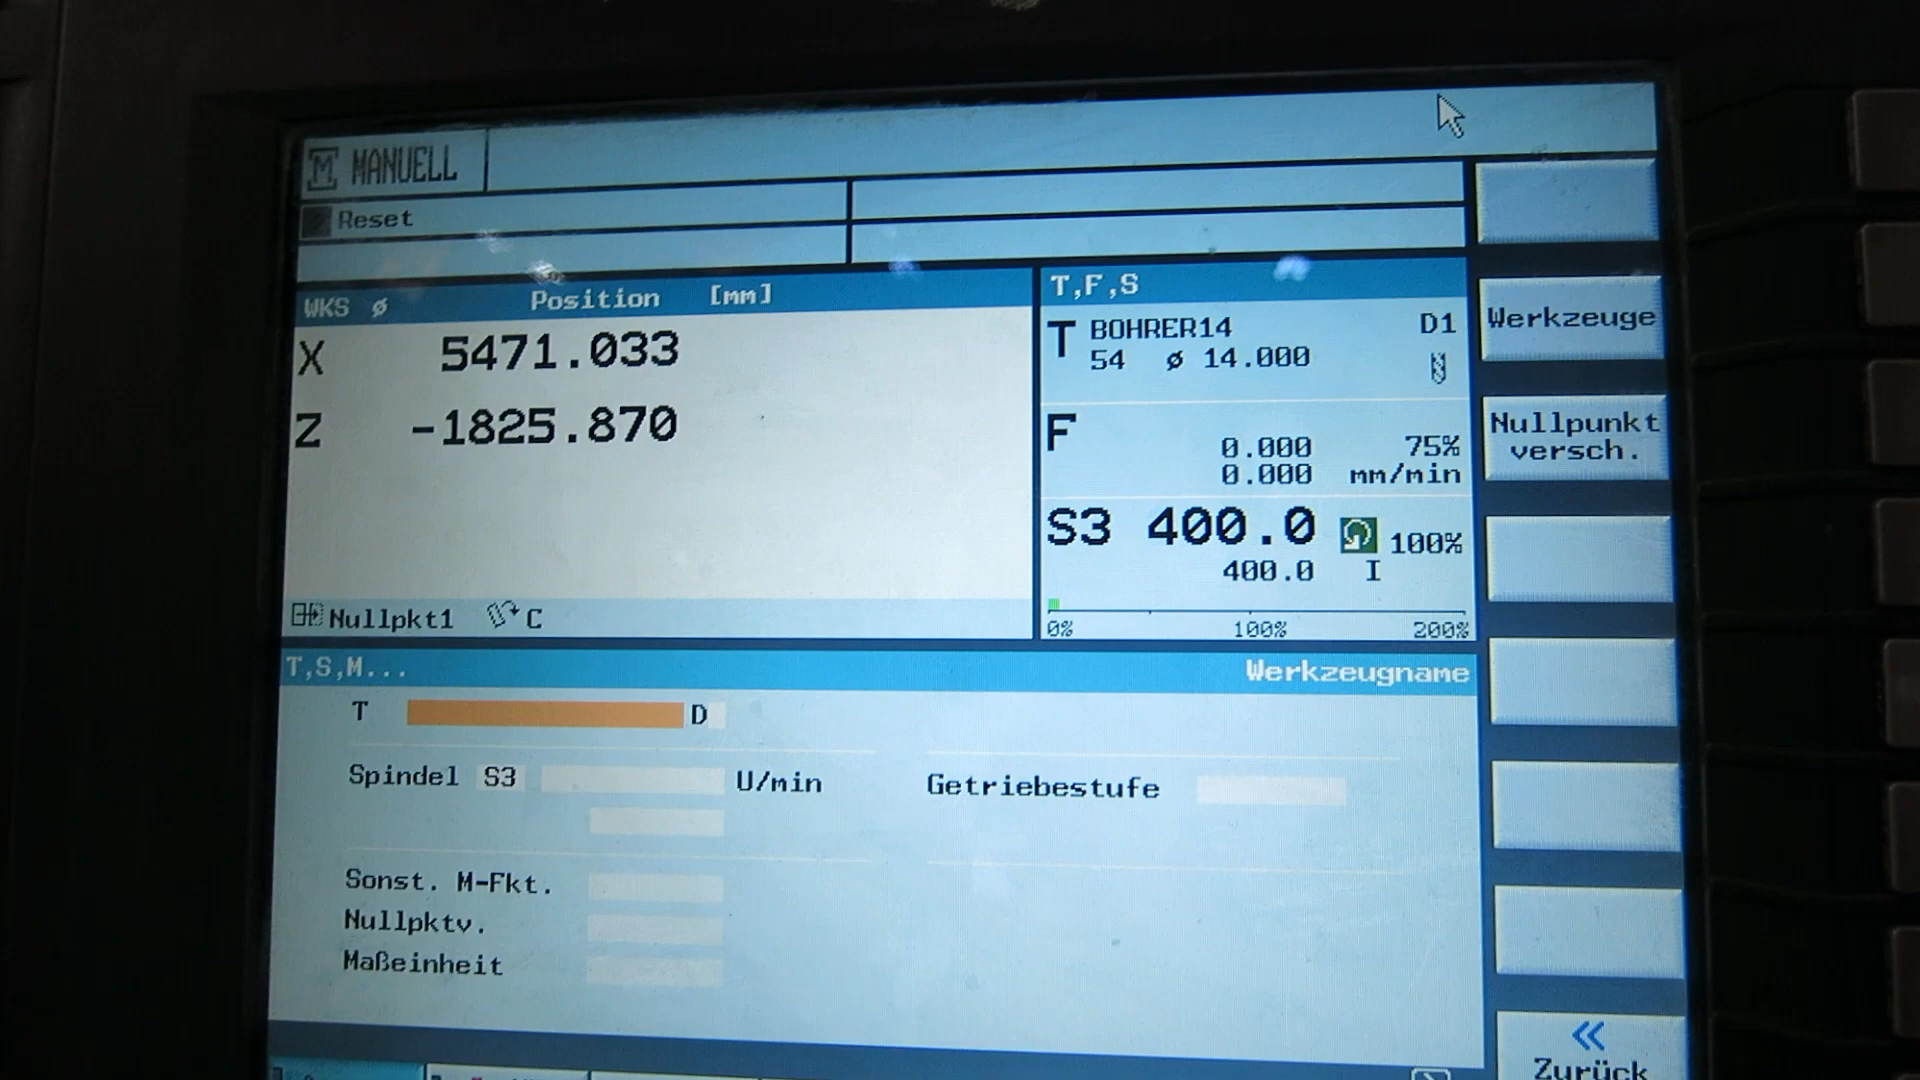 M MANUELL
Reset
WKS ø Position [mm]
X 5471.033
Z -1825.870
Nullpkt1 C
T,F,S
T BOHRER14 D1
54 ø 14.000
F 0.000 75%
0.000 mm/min
S3 400.0 100%
400.0 I
0% 100% 200%
T,S,M... Werkzeugname
T D
Spindel S3 U/min Getriebestufe
Sonst. M-Fkt.
Nullpktv.
Maßeinheit
Werkzeuge
Nullpunkt
versch.
«
Zurück